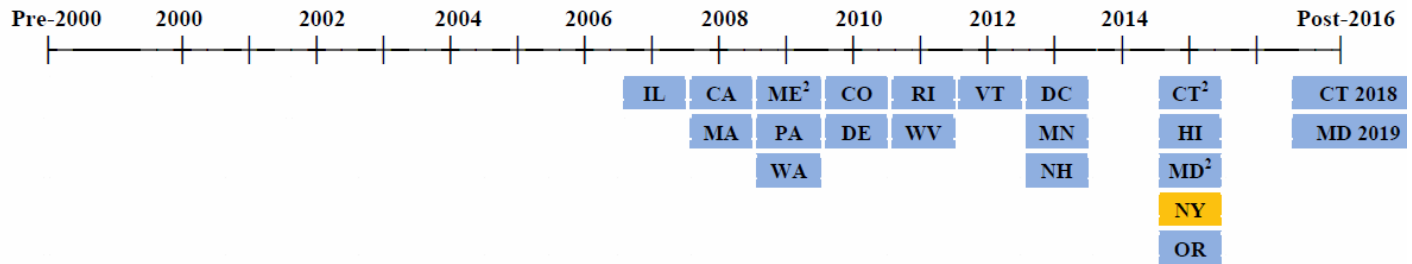 Pre-2000 2000 2002 2004 2006 2008 2010 2012 2014 Post-2016
IL CA ME² CO RI VT DC CT² CT 2018
MA PA DE WV MN HI MD 2019
WA NH MD²
NY
OR